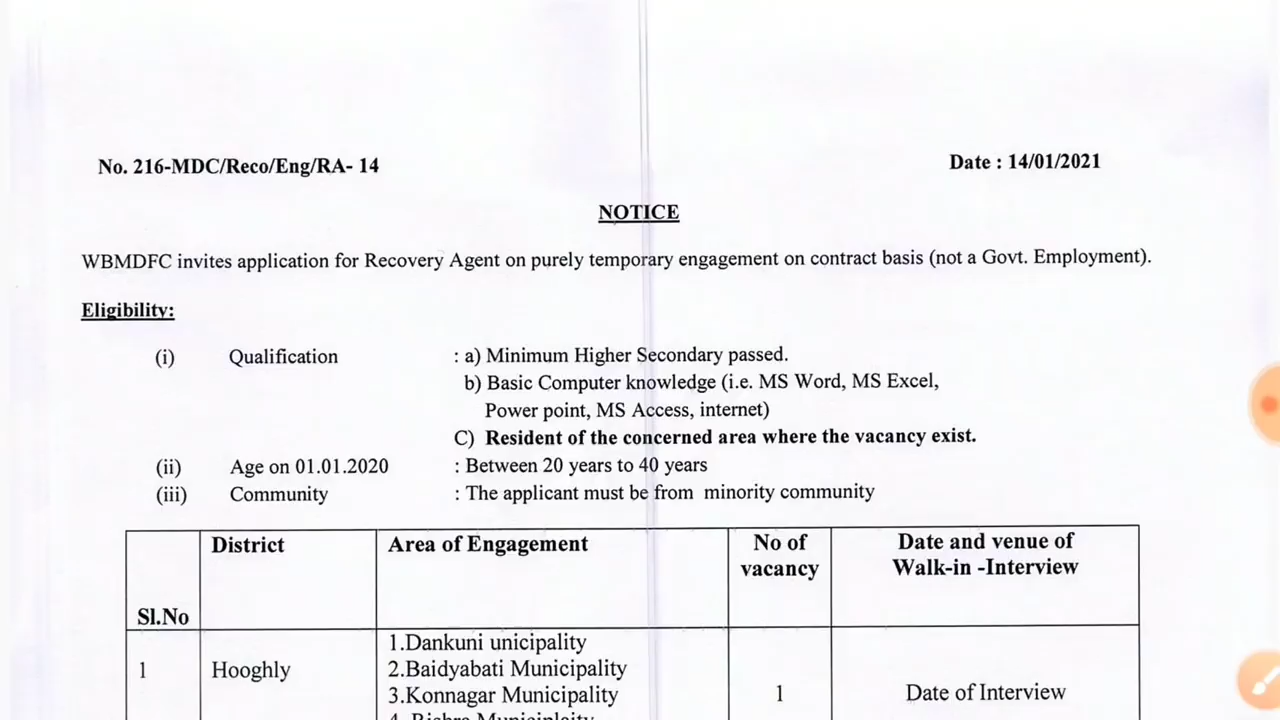 No. 216-MDC/Reco/Eng/RA- 14
Date : 14/01/2021
NOTICE
WBMDFC invites application for Recovery Agent on purely temporary engagement on contract basis (not a Govt. Employment).
Eligibility:
(i) Qualification : a) Minimum Higher Secondary passed.
b) Basic Computer knowledge (i.e. MS Word, MS Excel,
Power point, MS Access, internet)
C) Resident of the concerned area where the vacancy exist.
(ii) Age on 01.01.2020 : Between 20 years to 40 years
(iii) Community : The applicant must be from minority community
Sl.No District Area of Engagement No of vacancy Date and venue of Walk-in -Interview
1 Hooghly
1.Dankuni unicipality
2.Baidyabati Municipality
3.Konnagar Municipality
1
Date of Interview